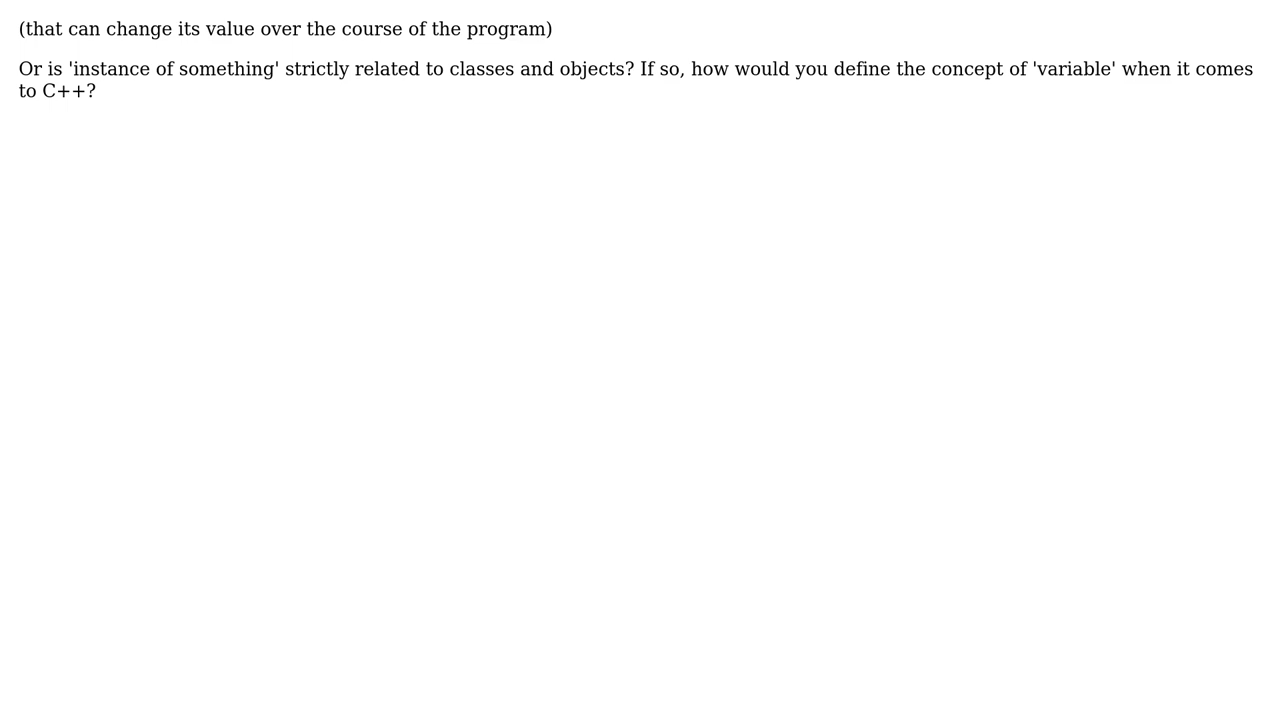 (that can change its value over the course of the program)
Or is 'instance of something' strictly related to classes and objects? If so, how would you define the concept of 'variable' when it comes
to C++?